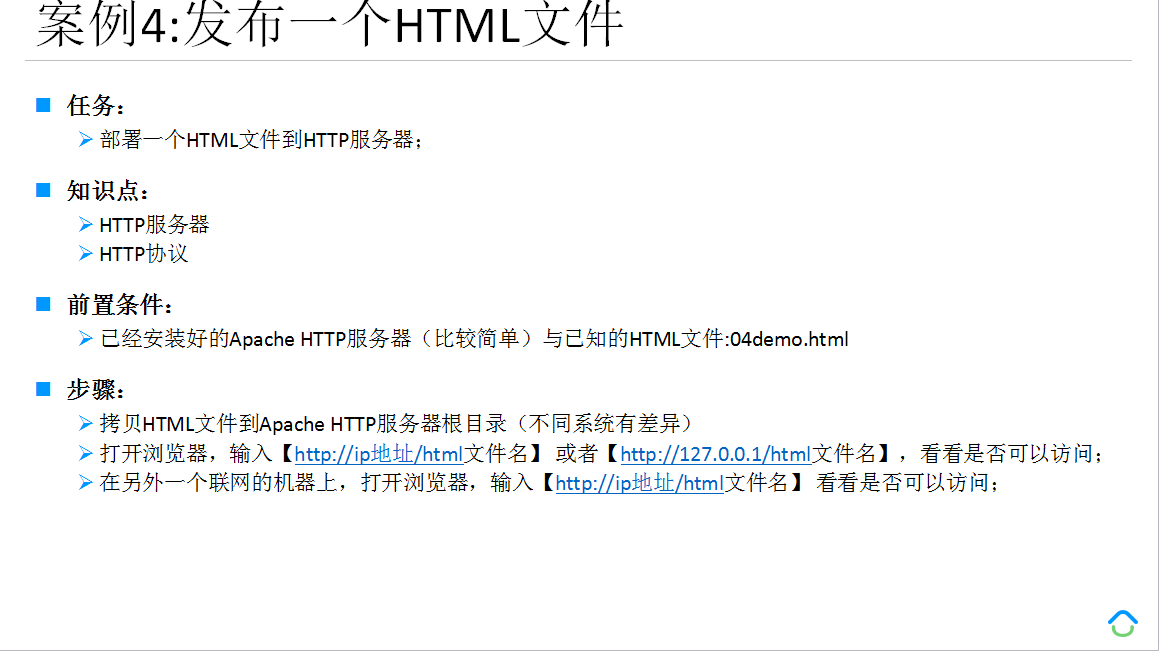 案例4:发布一个HTML文件
任务：
部署一个HTML文件到HTTP服务器；
知识点：
HTTP服务器
HTTP协议
前置条件：
已经安装好的Apache HTTP服务器（比较简单）与已知的HTML文件:04demo.html
步骤：
拷贝HTML文件到Apache HTTP服务器根目录（不同系统有差异）
打开浏览器，输入【http://ip地址/html文件名】 或者【http://127.0.0.1/html文件名】，看看是否可以访问；
在另外一个联网的机器上，打开浏览器，输入【http://ip地址/html文件名】 看看是否可以访问；